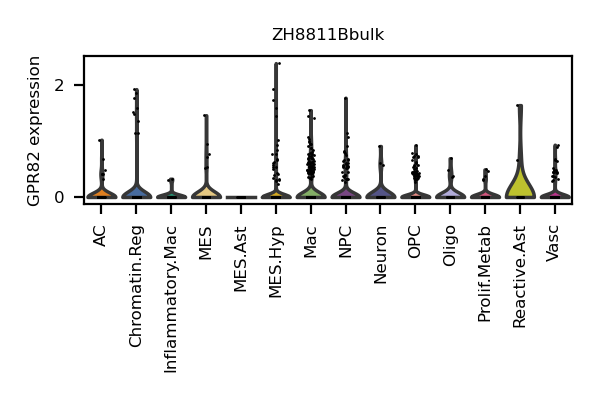 ZH8811Bbulk
GPR82 expression
2
0
AC
Chromatin.Reg
Inflammatory.Mac
MES
MES.Ast
MES.Hyp
Mac
NPC
Neuron
OPC
Oligo
Prolif.Metab
Reactive.Ast
Vasc